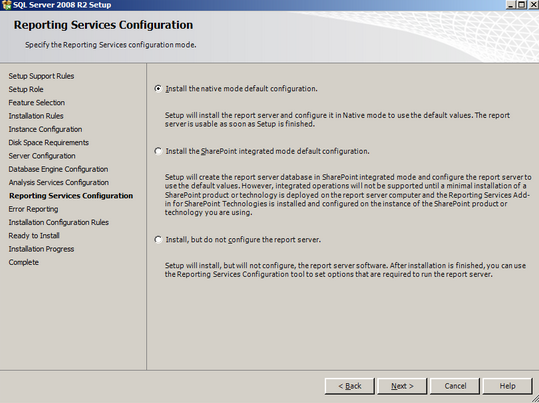 SQL Server 2008 R2 Setup
Reporting Services Configuration
Specify the Reporting Services configuration mode.
Setup Support Rules
Setup Role
Feature Selection
Installation Rules
Instance Configuration
Disk Space Requirements
Server Configuration
Database Engine Configuration
Analysis Services Configuration
Reporting Services Configuration
Error Reporting
Installation Configuration Rules
Ready to Install
Installation Progress
Complete
Install the native mode default configuration.
Setup will install the report server and configure it in Native mode to use the default values. The report
server is usable as soon as Setup is finished.
Install the SharePoint integrated mode default configuration.
Setup will create the report server database in SharePoint integrated mode and configure the report server to
use the default values. However, integrated operations will not be supported until a minimal installation of a
SharePoint product or technology is deployed on the report server computer and the Reporting Services Add-
in for SharePoint Technologies is installed and configured on the instance of the SharePoint product or
technology you are using.
Install, but do not configure the report server.
Setup will install, but will not configure, the report server software. After installation is finished, you can use
the Reporting Services Configuration tool to set options that are required to run the report server.
< Back
Next >
Cancel
Help